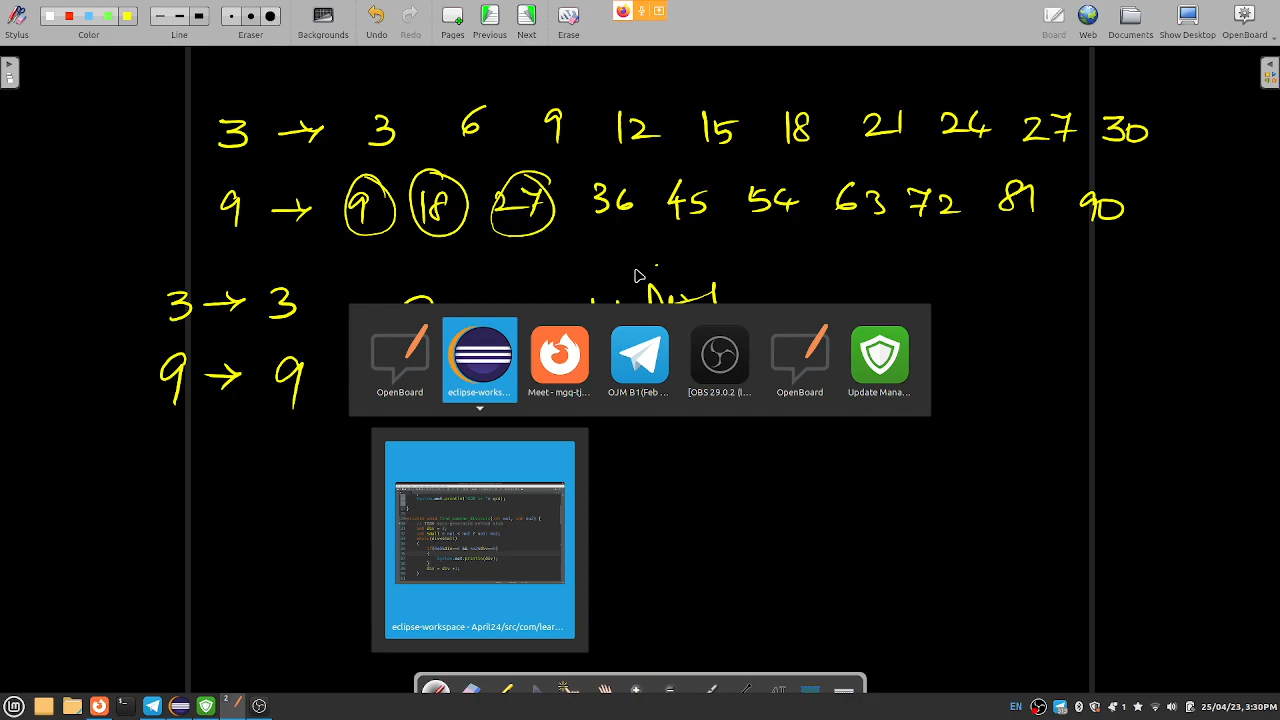 Stylus Color Line Eraser Backgrounds Undo Redo Pages Previous Next Erase Board Web Documents Show Desktop OpenBoard
3 → 3 6 9 12 15 18 21 24 27 30
9 → 9 18 27 36 45 54 63 72 81 90
3 → 3
9 → 9
OpenBoard eclipse-works... Meet - mgq-tj... OJM B1(Feb ... [OBS 29.0.2 (l... OpenBoard Update Mana...
eclipse-workspace - April24/src/com/lear...
EN 25/04/23, 3:30PM